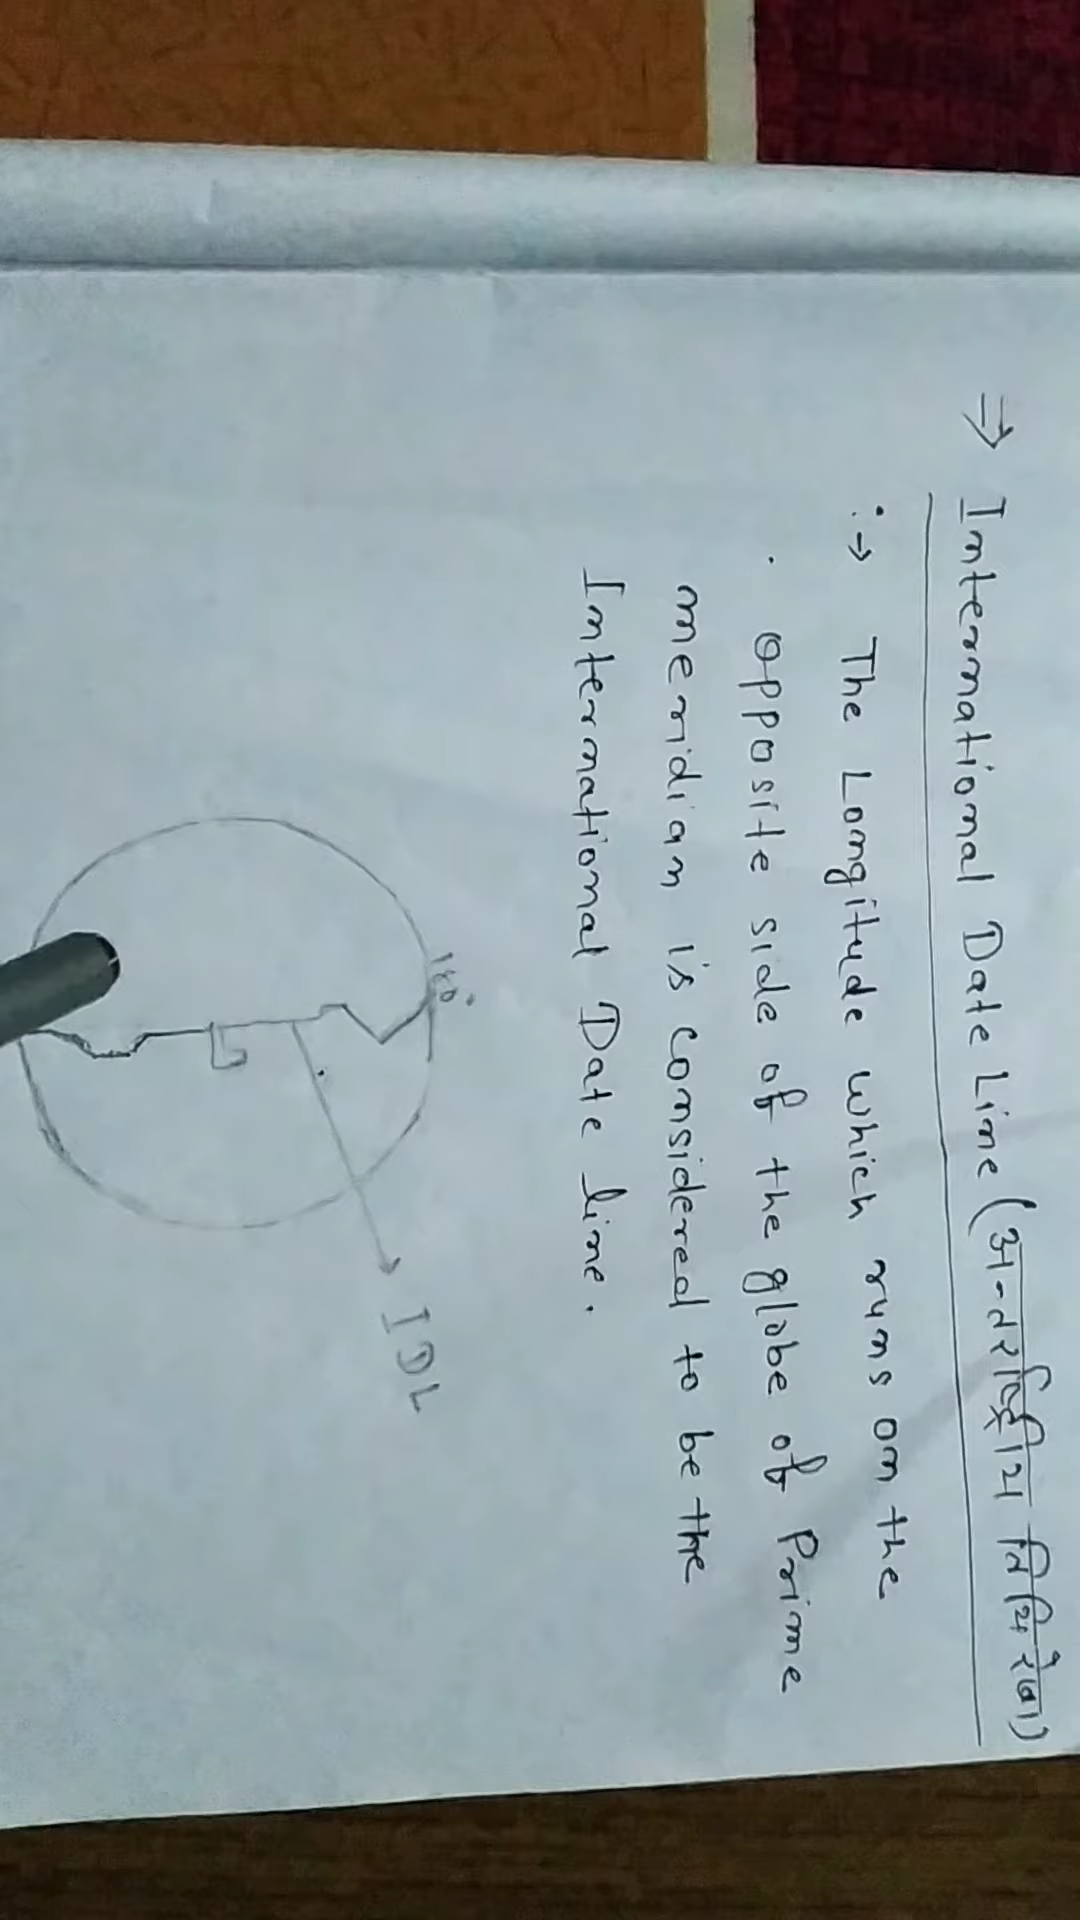 ⇒ International Date Line (अन्तर्राष्ट्रीय तिथि रेखा)
:→ The Longitude which runs on the
. opposite side of the globe of Prime
meridian is considered to be the
International Date line.
180°
IDL